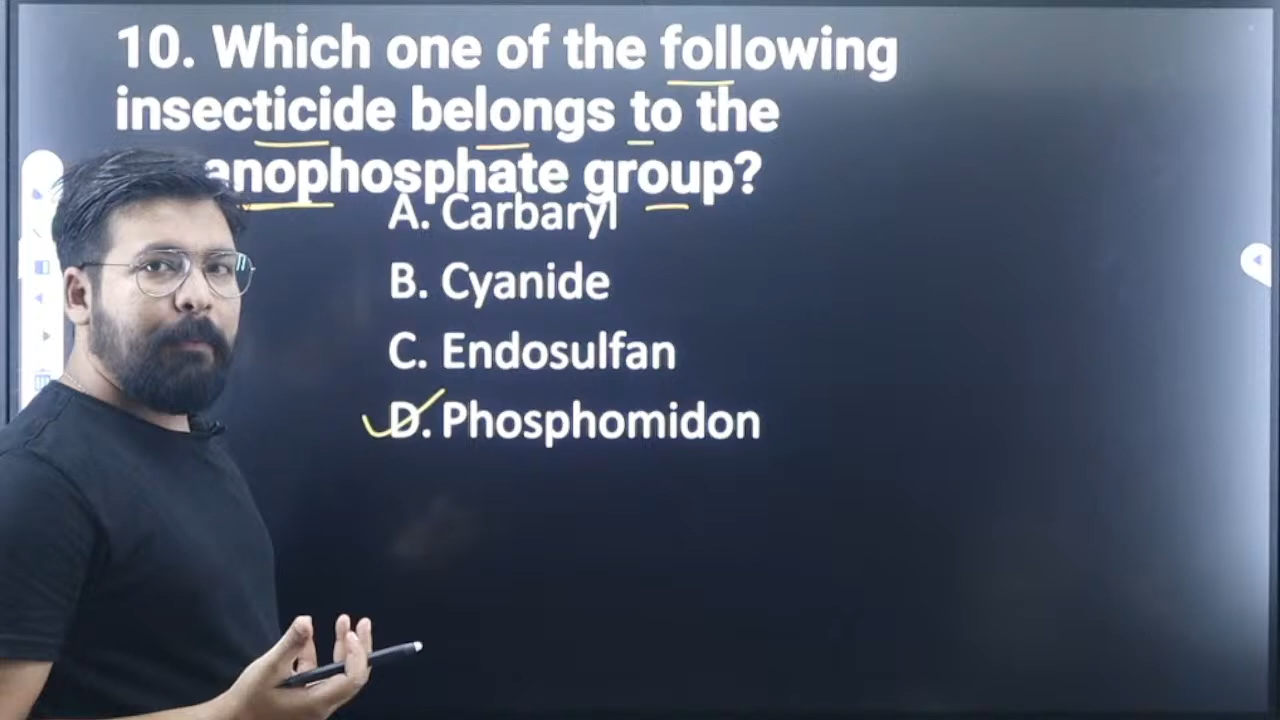 10. Which one of the following
insecticide belongs to the
anophosphate group?
A. Carbaryl
B. Cyanide
C. Endosulfan
D. Phosphomidon